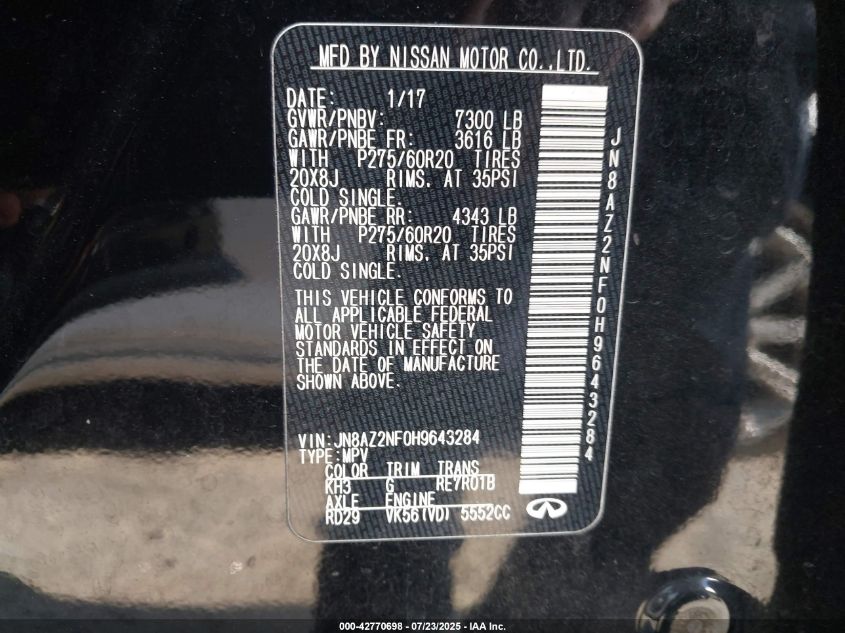 MFD BY NISSAN MOTOR CO.,LTD.
DATE: 1/17
GVWR/PNBV: 7300 LB
GAWR/PNBE FR: 3616 LB
WITH P275/60R20 TIRES
20X8J RIMS. AT 35PSI
COLD SINGLE.
GAWR/PNBE RR: 4343 LB
WITH P275/60R20 TIRES
20X8J RIMS. AT 35PSI
COLD SINGLE.
THIS VEHICLE CONFORMS TO
ALL APPLICABLE FEDERAL
MOTOR VEHICLE SAFETY
STANDARDS IN EFFECT ON
THE DATE OF MANUFACTURE
SHOWN ABOVE.
VIN:JN8AZ2NF0H9643284
TYPE:MPV
COLOR TRIM TRANS
KH3 G RE7R01B
AXLE ENGINE
RD29 VK56(VD) 5552CC
JN8AZ2NF0H9643284
000-42770698 - 07/23/2025 - IAA Inc.